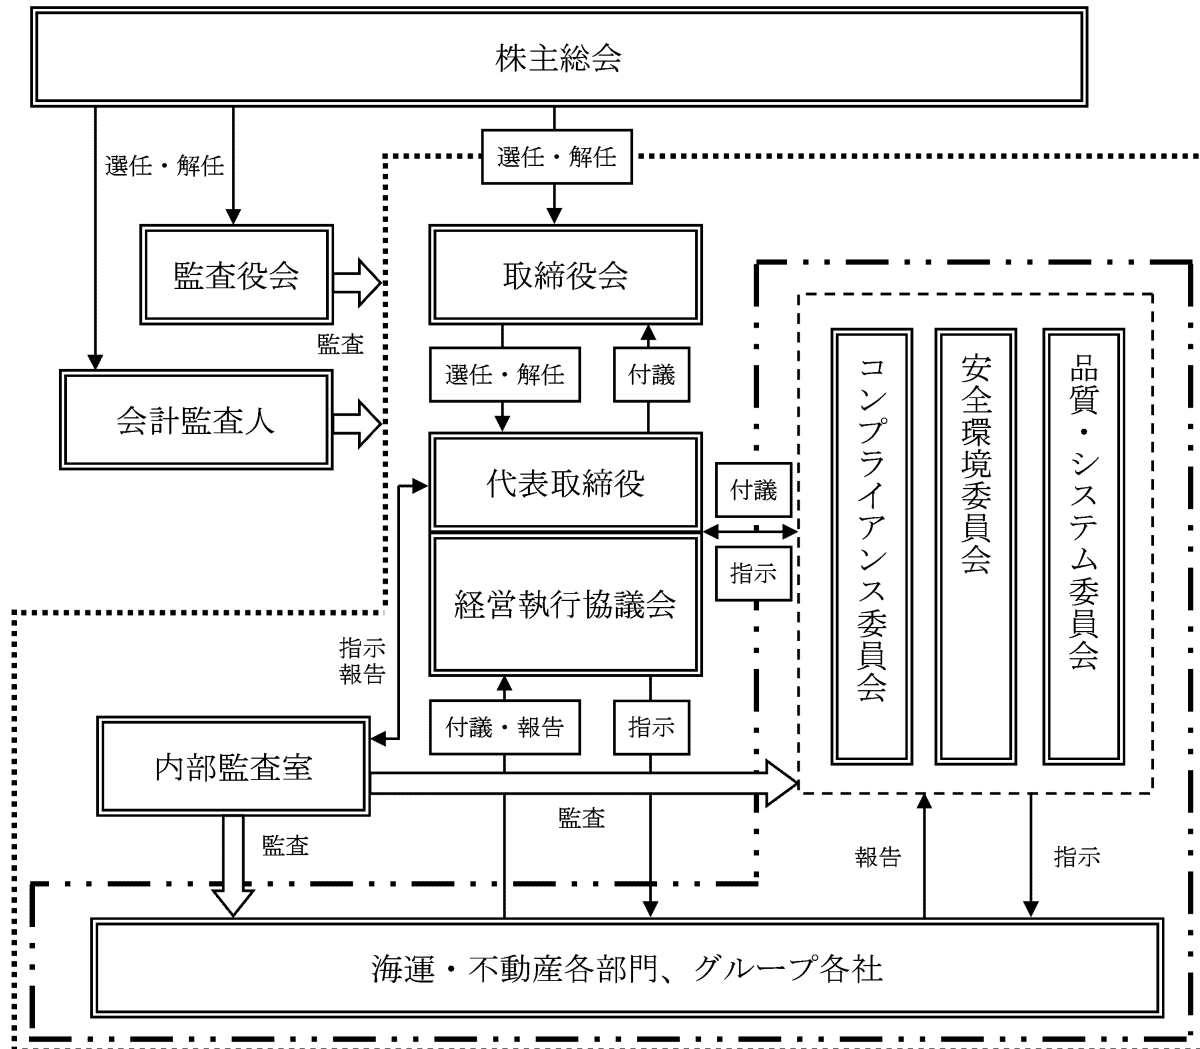 株主総会
選任・解任
選任・解任
監査役会
取締役会
監査
選任・解任
付議
会計監査人
代表取締役
付議
指示
経営執行協議会
コンプライアンス委員会
安全環境委員会
品質・システム委員会
指示
報告
付議・報告
指示
内部監査室
監査
監査
報告
指示
海運・不動産各部門、グループ各社